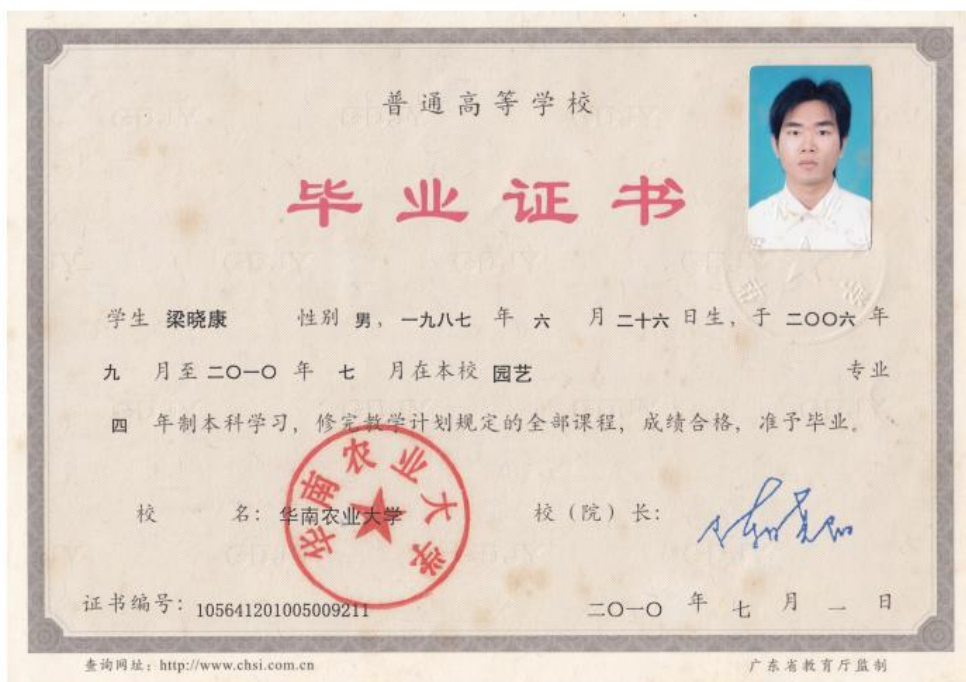 普通高等学校
毕业证书
学生 梁晓康 性别 男，一九八七 年 六 月 二十六 日生，于 二〇〇六 年
九 月至 二〇一〇 年 七 月在本校 园艺 专业
四 年制本科学习，修完教学计划规定的全部课程，成绩合格，准予毕业。
华南农业大学
校 名：华南农业大学 校（院）长：
证书编号：105641201005009211 二〇一〇 年 七 月 一 日
查询网址：http://www.chsi.com.cn 广东省教育厅监制